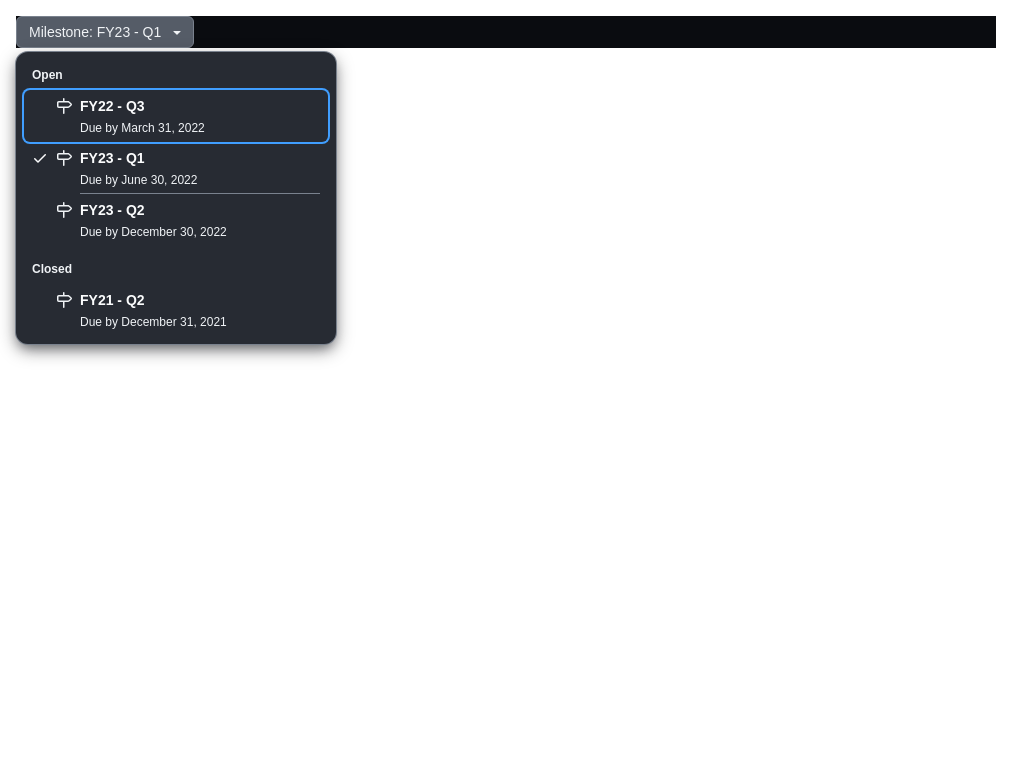 Milestone: FY23 - Q1
Open
FY22 - Q3
Due by March 31, 2022
FY23 - Q1
Due by June 30, 2022
FY23 - Q2
Due by December 30, 2022
Closed
FY21 - Q2
Due by December 31, 2021